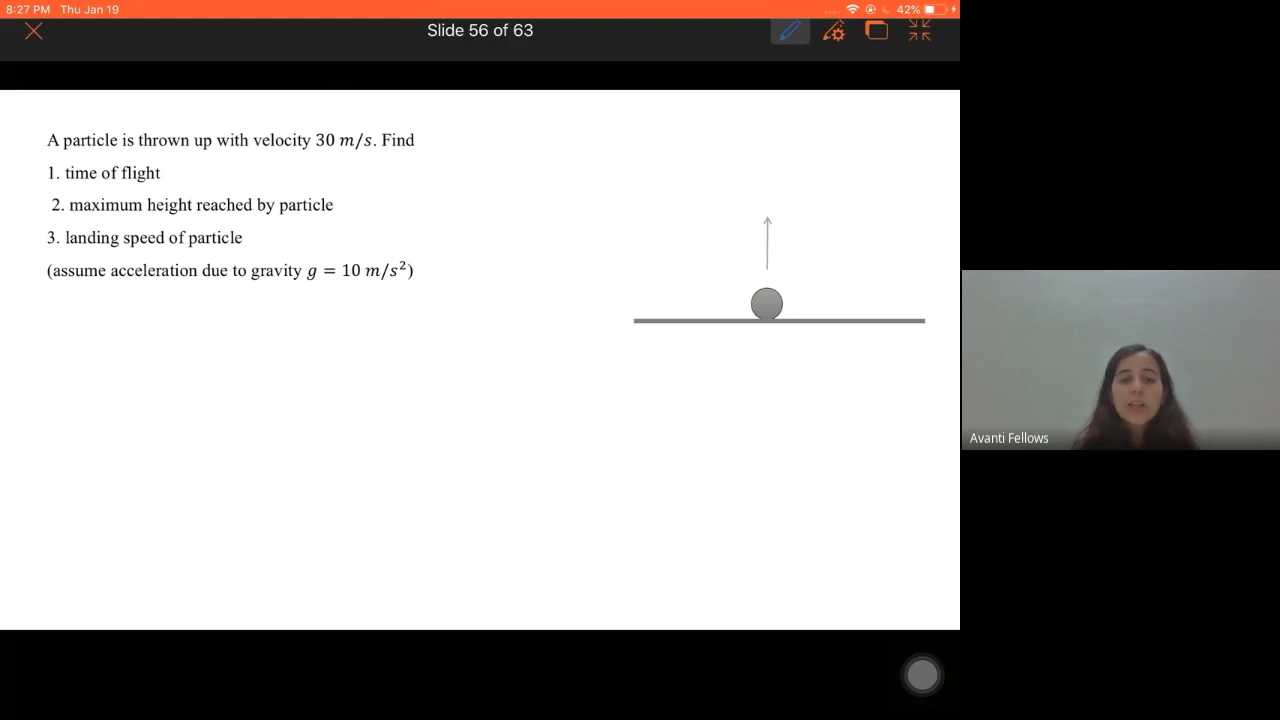 8:27 PM Thu Jan 19
42%
Slide 56 of 63
A particle is thrown up with velocity 30 m/s. Find
1. time of flight
2. maximum height reached by particle
3. landing speed of particle
(assume acceleration due to gravity g = 10 m/s²)
Avanti Fellows